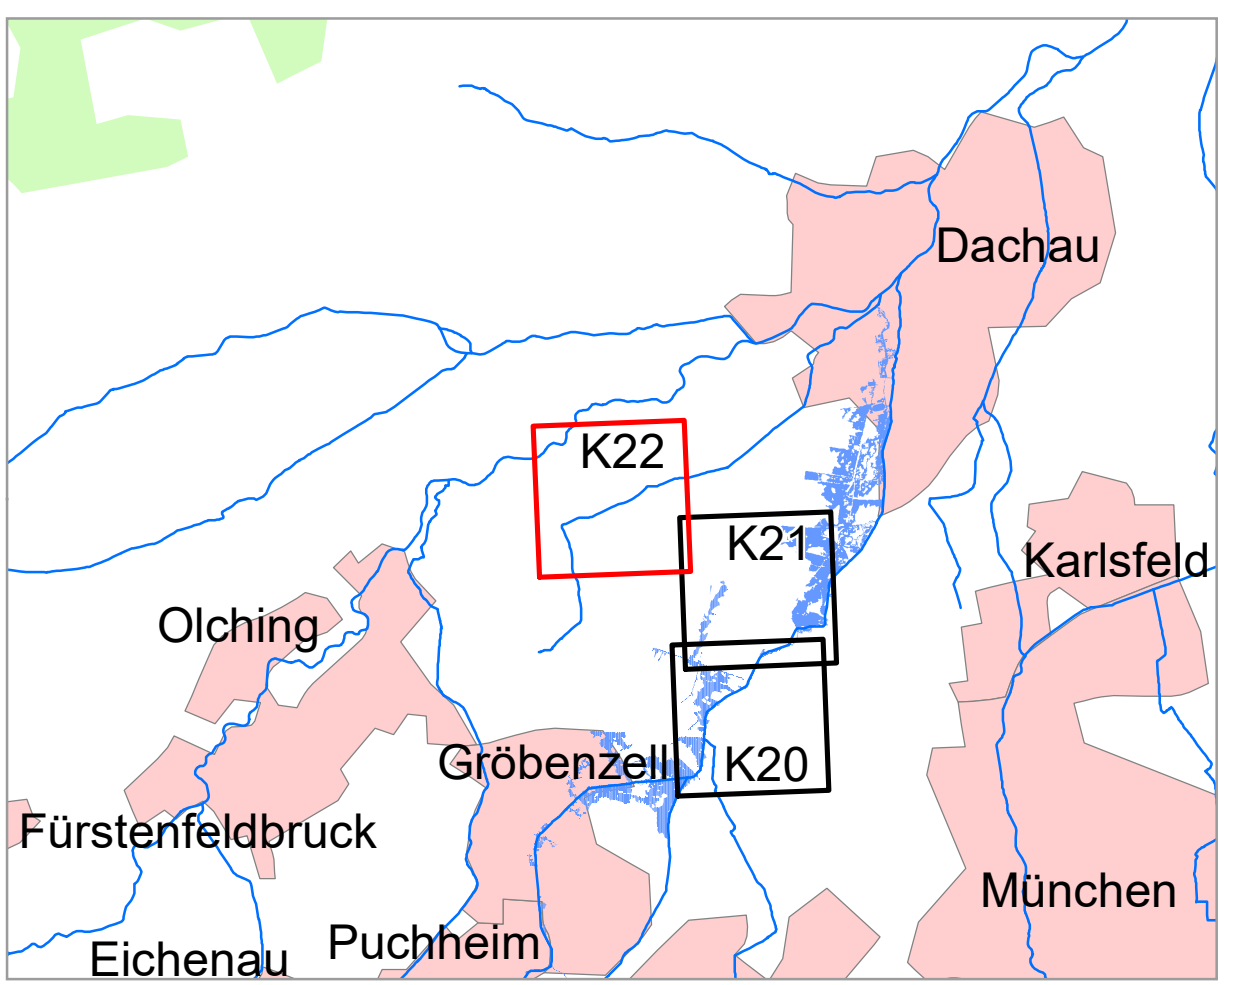 Dachau
K22
K21
Karlsfeld
Olching
Gröbenzell
K20
Fürstenfeldbruck
München
Puchheim
Eichenau